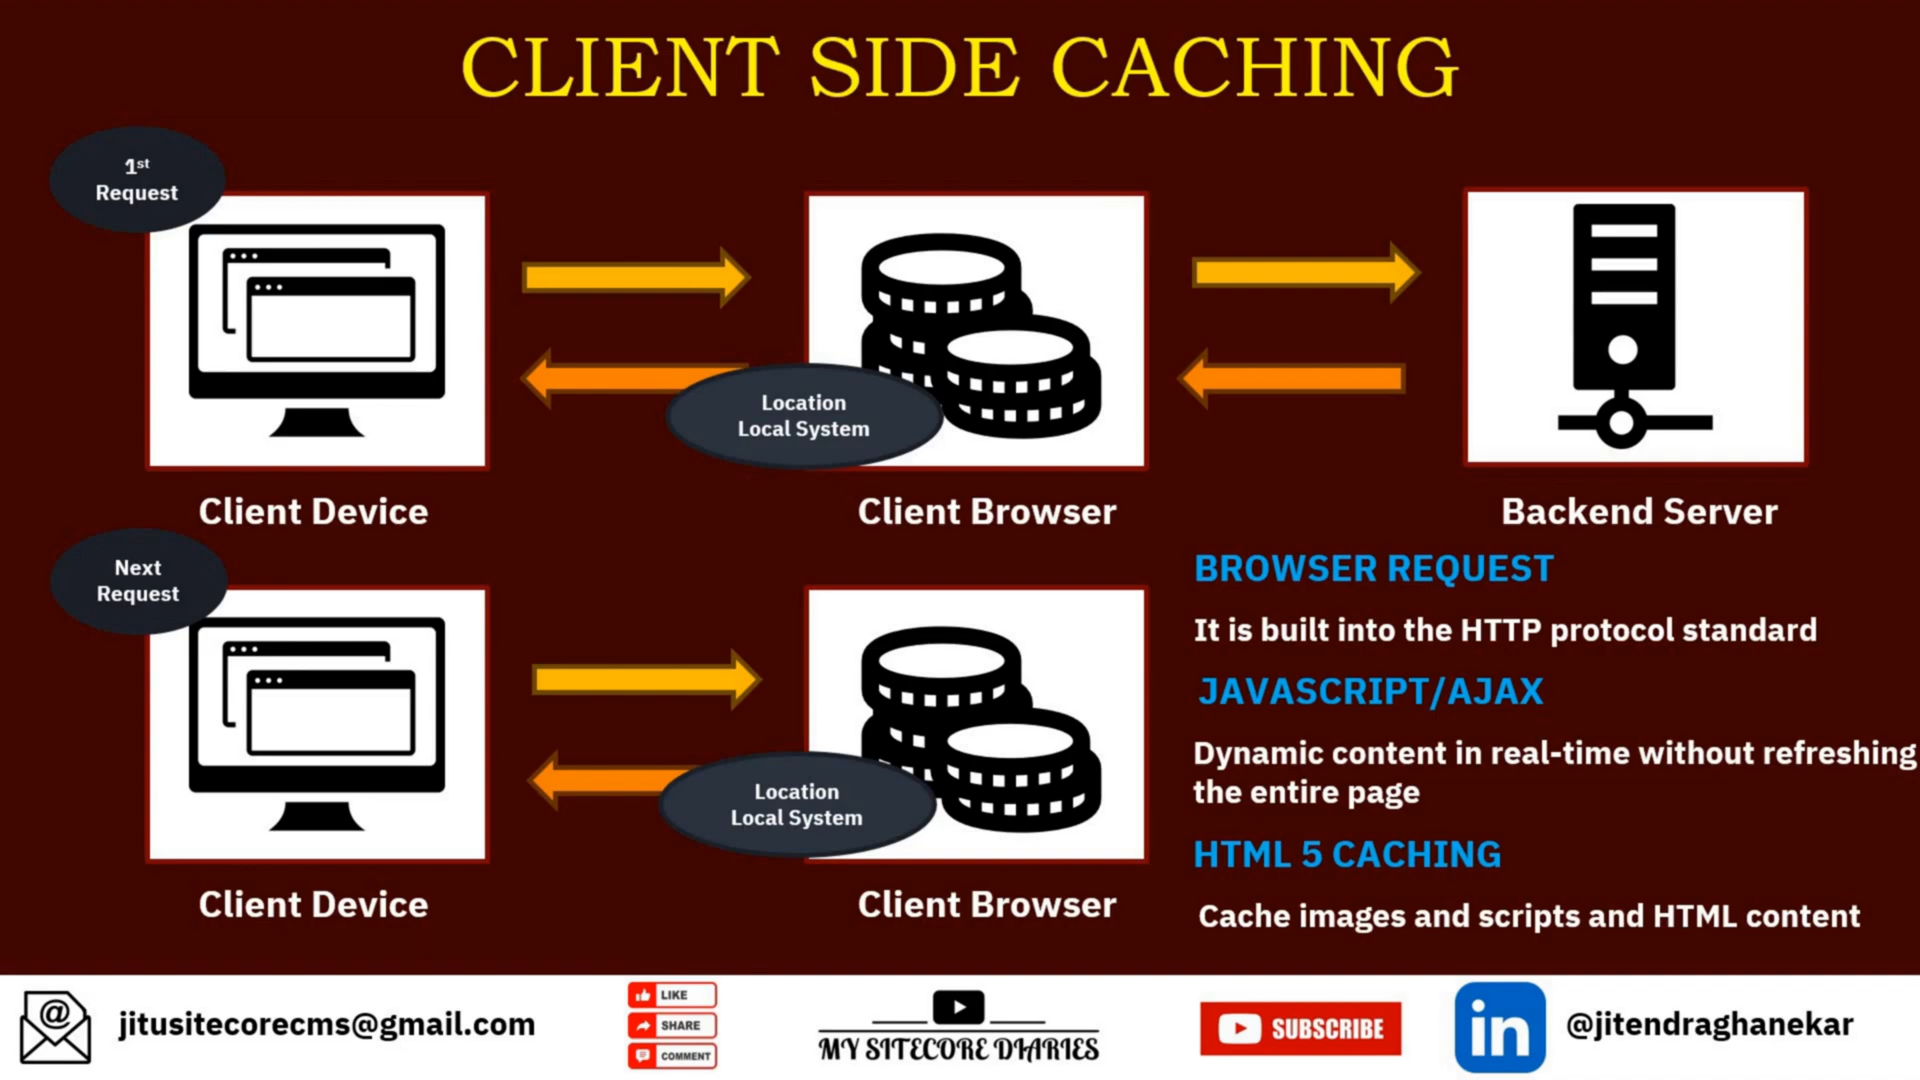 CLIENT SIDE CACHING
1st
Request
Location
Local System
Client Device
Client Browser
Backend Server
Next
Request
Location
Local System
Client Device
Client Browser
BROWSER REQUEST
It is built into the HTTP protocol standard
JAVASCRIPT/AJAX
Dynamic content in real-time without refreshing
the entire page
HTML 5 CACHING
Cache images and scripts and HTML content
@
jitusitecorecms@gmail.com
LIKE
SHARE
COMMENT
MY SITECORE DIARIES
SUBSCRIBE
in
@jitendraghanekar